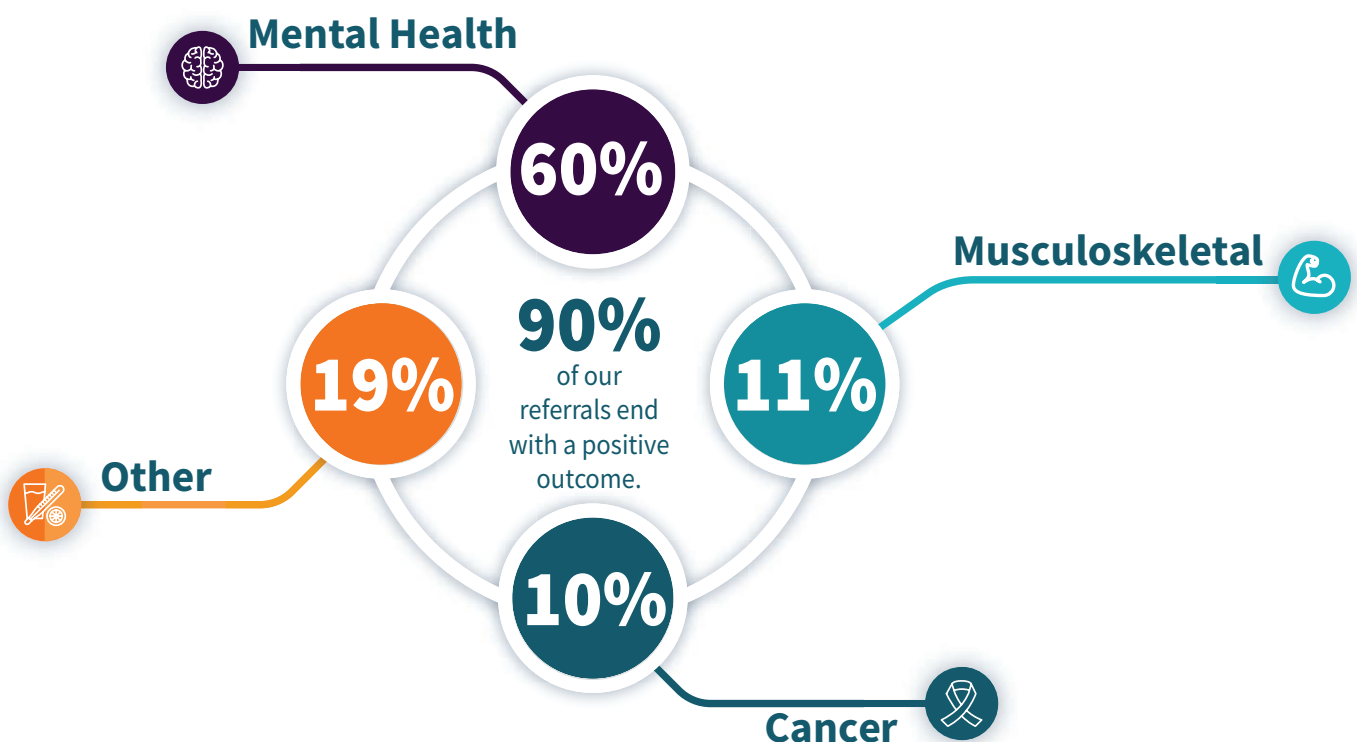 Mental Health
60%
Musculoskeletal
90%
of our
referrals end
with a positive
outcome.
19%
11%
Other
10%
Cancer